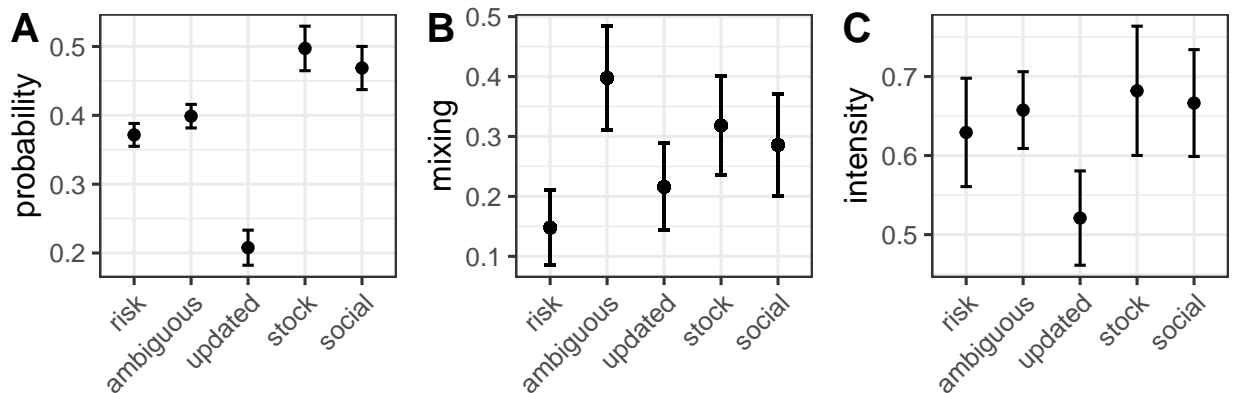 A
probability
0.5
0.4
0.3
0.2
risk
ambiguous
updated
stock
social
B
mixing
0.5
0.4
0.3
0.2
0.1
risk
ambiguous
updated
stock
social
C
intensity
0.7
0.6
0.5
risk
ambiguous
updated
stock
social